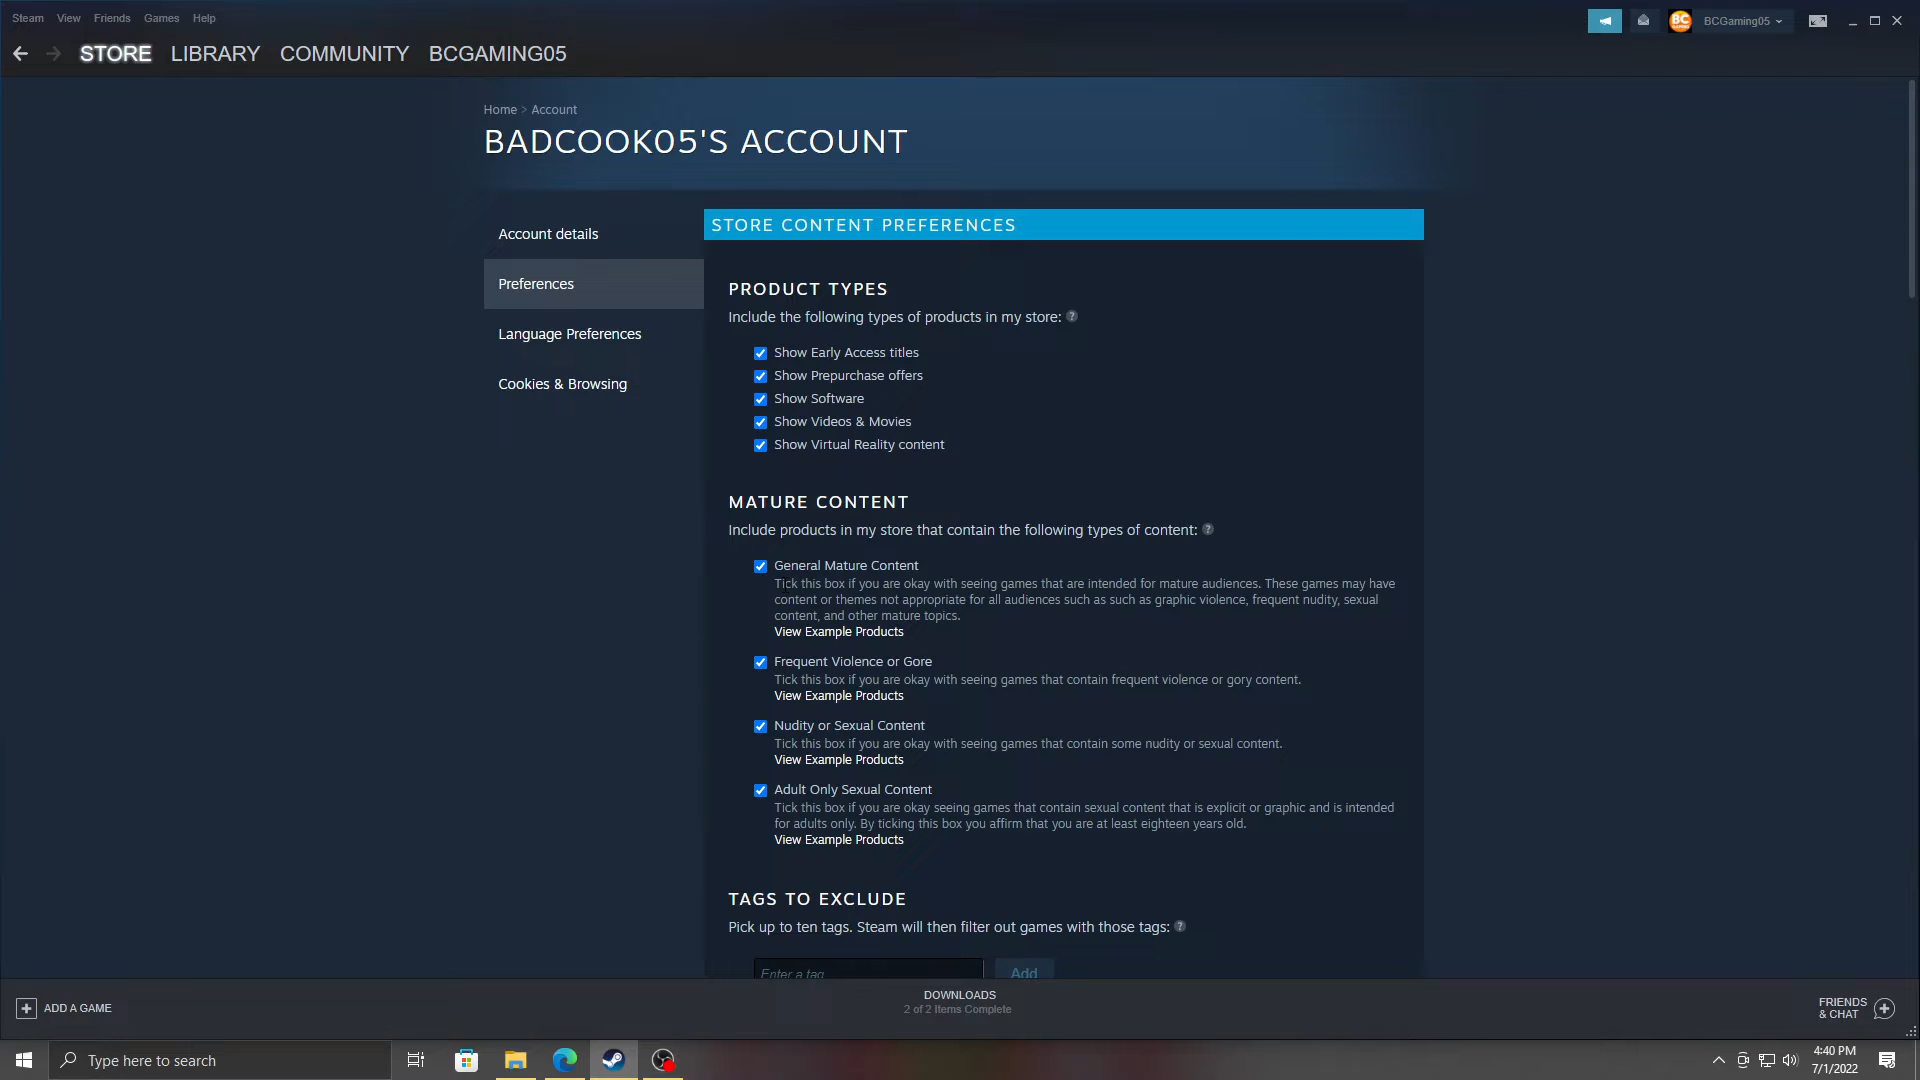 Steam View Friends Games Help
BC BCGaming05
STORE LIBRARY COMMUNITY BCGAMING05
Home > Account
BADCOOK05'S ACCOUNT
Account details
Preferences
Language Preferences
Cookies & Browsing
STORE CONTENT PREFERENCES
PRODUCT TYPES
Include the following types of products in my store: ?
Show Early Access titles
Show Prepurchase offers
Show Software
Show Videos & Movies
Show Virtual Reality content
MATURE CONTENT
Include products in my store that contain the following types of content: ?
General Mature Content
Tick this box if you are okay with seeing games that are intended for mature audiences. These games may have
content or themes not appropriate for all audiences such as such as graphic violence, frequent nudity, sexual
content, and other mature topics.
View Example Products
Frequent Violence or Gore
Tick this box if you are okay with seeing games that contain frequent violence or gory content.
View Example Products
Nudity or Sexual Content
Tick this box if you are okay with seeing games that contain some nudity or sexual content.
View Example Products
Adult Only Sexual Content
Tick this box if you are okay seeing games that contain sexual content that is explicit or graphic and is intended
for adults only. By ticking this box you affirm that you are at least eighteen years old.
View Example Products
TAGS TO EXCLUDE
Pick up to ten tags. Steam will then filter out games with those tags: ?
Enter a tag Add
ADD A GAME
DOWNLOADS
2 of 2 Items Complete
FRIENDS
& CHAT
Type here to search
4:40 PM
7/1/2022